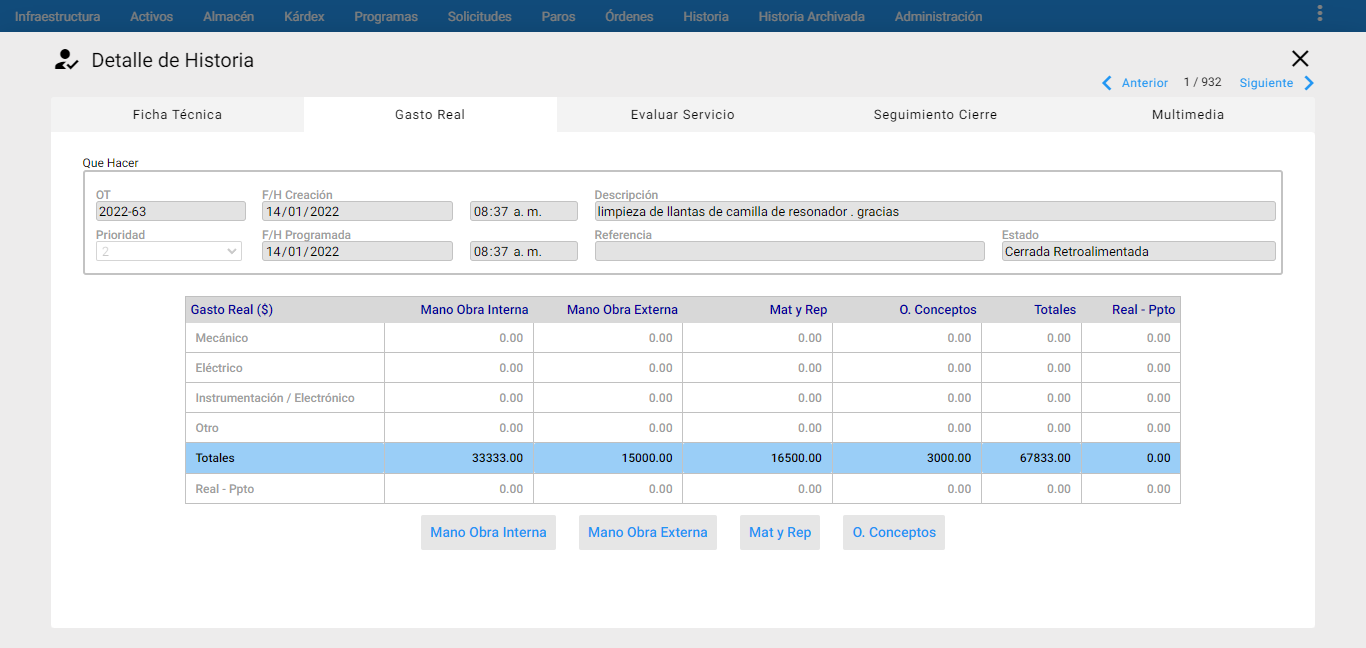 Infraestructura Activos Almacén Kárdex Programas Solicitudes Paros Órdenes Historia Historia Archivada Administración
Detalle de Historia
Anterior 1 / 932 Siguiente
Ficha Técnica Gasto Real Evaluar Servicio Seguimiento Cierre Multimedia
Que Hacer
OT F/H Creación Descripción
2022-63 14/01/2022 08:37 a. m. limpieza de llantas de camilla de resonador . gracias
Prioridad F/H Programada Referencia Estado
2 14/01/2022 08:37 a. m. Cerrada Retroalimentada
Gasto Real ($) Mano Obra Interna Mano Obra Externa Mat y Rep O. Conceptos Totales Real - Ppto
Mecánico 0.00 0.00 0.00 0.00 0.00 0.00
Eléctrico 0.00 0.00 0.00 0.00 0.00 0.00
Instrumentación / Electrónico 0.00 0.00 0.00 0.00 0.00 0.00
Otro 0.00 0.00 0.00 0.00 0.00 0.00
Totales 33333.00 15000.00 16500.00 3000.00 67833.00 0.00
Real - Ppto 0.00 0.00 0.00 0.00 0.00 0.00
Mano Obra Interna Mano Obra Externa Mat y Rep O. Conceptos